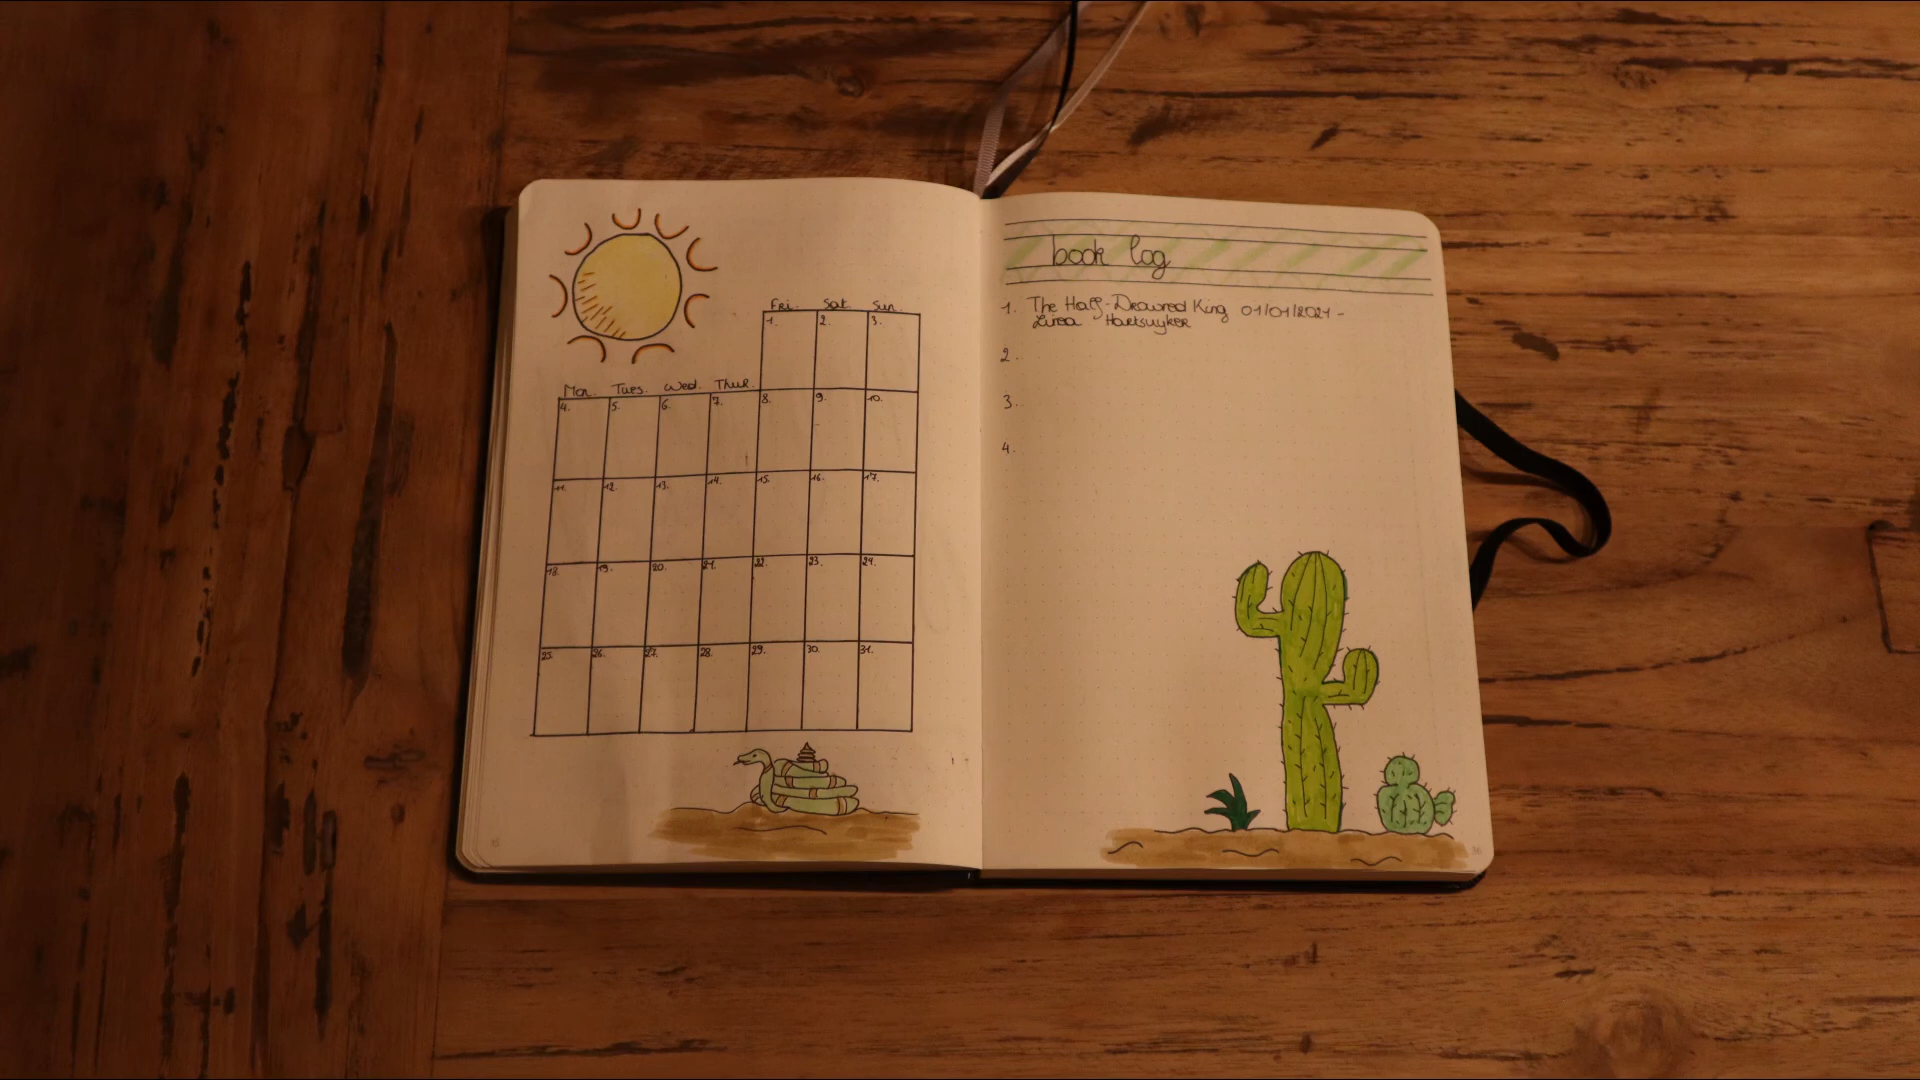 Fri. Sat. Sun.
1. 2. 3.
Mon. Tues. Wed. Thur.
4. 5. 6. 7. 8. 9. 10.
11. 12. 13. 14. 15. 16. 17.
18. 19. 20. 21. 22. 23. 24.
25. 26. 27. 28. 29. 30. 31.
book log
1. The Half-Drowned King 01/01/2021 -
Linea Hartsuyker
2.
3.
4.